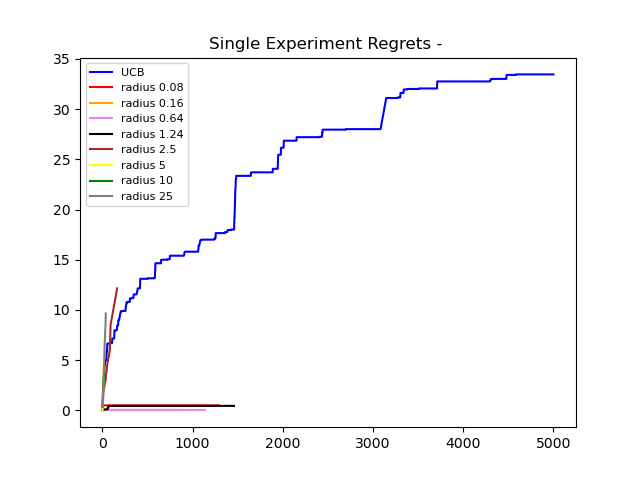 Single Experiment Regrets -
35
30
25
20
15
10
5
0
UCB
radius 0.08
radius 0.16
radius 0.64
radius 1.24
radius 2.5
radius 5
radius 10
radius 25
0 1000 2000 3000 4000 5000